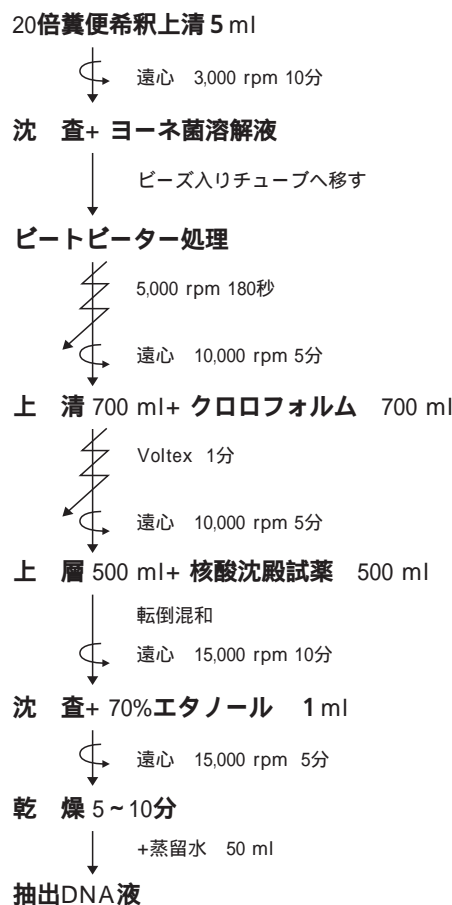 20倍糞便希釈上清 5 ml
遠心 3,000 rpm 10分
沈 査+ ヨーネ菌溶解液
ビーズ入りチューブへ移す
ビートビーター処理
5,000 rpm 180秒
遠心 10,000 rpm 5分
上 清 700 ml+ クロロフォルム 700 ml
Voltex 1分
遠心 10,000 rpm 5分
上 層 500 ml+ 核酸沈殿試薬 500 ml
転倒混和
遠心 15,000 rpm 10分
沈 査+ 70%エタノール 1 ml
遠心 15,000 rpm 5分
乾 燥 5~10分
+蒸留水 50 ml
抽出DNA液